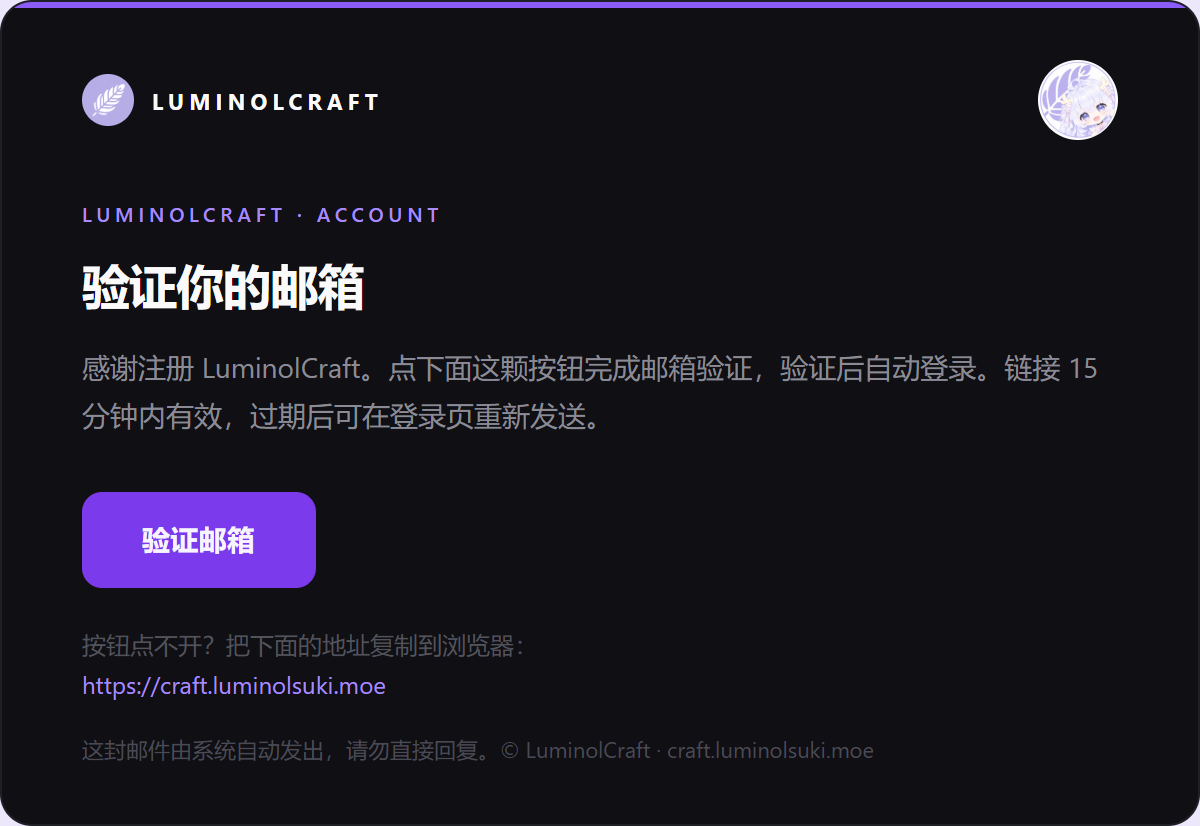 LUMINOLCRAFT
LUMINOLCRAFT · ACCOUNT
验证你的邮箱
感谢注册 LuminolCraft。点下面这颗按钮完成邮箱验证，验证后自动登录。链接 15
分钟内有效，过期后可在登录页重新发送。
验证邮箱
按钮点不开？把下面的地址复制到浏览器：
https://craft.luminolsuki.moe
这封邮件由系统自动发出，请勿直接回复。© LuminolCraft · craft.luminolsuki.moe